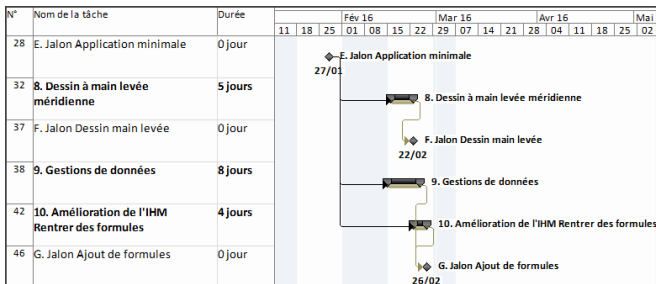 N° Nom de la tâche Durée Fév 16 Mar 16 Avr 16 Mai
11 18 25 01 08 15 22 29 07 14 21 28 04 11 18 25 02
28 E. Jalon Application minimale 0 jour E. Jalon Application minimale
27/01
32 8. Dessin à main levée méridienne 5 jours 8. Dessin à main levée méridienne
37 F. Jalon Dessin main levée 0 jour F. Jalon Dessin main levée
22/02
38 9. Gestions de données 8 jours 9. Gestions de données
42 10. Amélioration de l'IHM Rentrer des formules 4 jours 10. Amélioration de l'IHM Rentrer des formules
46 G. Jalon Ajout de formules 0 jour G. Jalon Ajout de formules
26/02